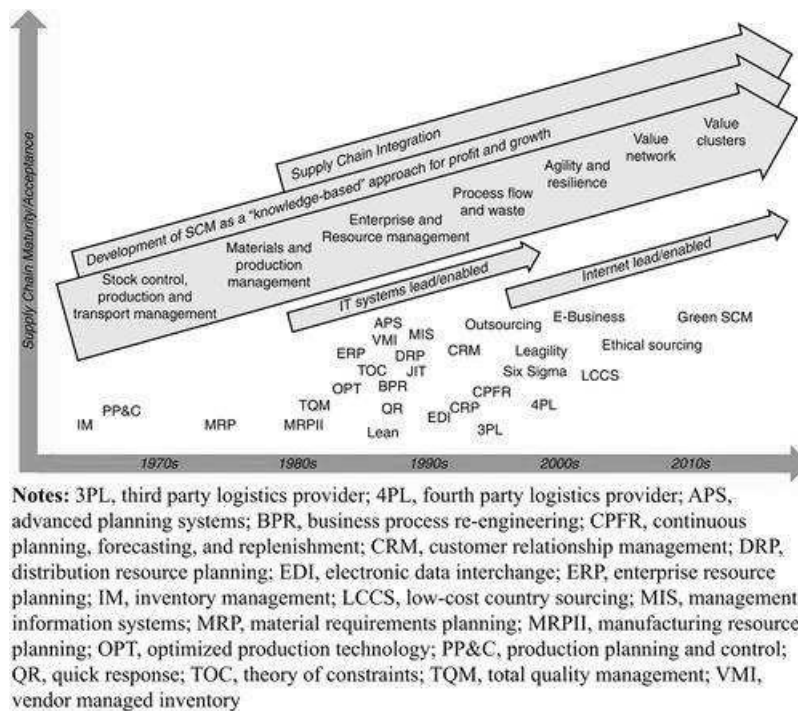 Supply Chain Maturity/Acceptance
Supply Chain Integration
Development of SCM as a "knowledge-based" approach for profit and growth
Stock control,
production and
transport management
Materials and
production
management
Enterprise and
Resource management
Process flow
and waste
Agility and
resilience
Value
network
Value
clusters
IT systems lead/enabled
Internet lead/enabled
APS
VMI
MIS
Outsourcing
E-Business
Green SCM
ERP
DRP
CRM
Leagility
Ethical sourcing
TOC
JIT
Six Sigma
LCCS
OPT
BPR
CPFR
PP&C
TQM
QR
CRP
4PL
IM
MRP
MRPII
Lean
EDI
3PL
1970s
1980s
1990s
2000s
2010s
Notes: 3PL, third party logistics provider; 4PL, fourth party logistics provider; APS,
advanced planning systems; BPR, business process re-engineering; CPFR, continuous
planning, forecasting, and replenishment; CRM, customer relationship management; DRP,
distribution resource planning; EDI, electronic data interchange; ERP, enterprise resource
planning; IM, inventory management; LCCS, low-cost country sourcing; MIS, management
information systems; MRP, material requirements planning; MRPII, manufacturing resource
planning; OPT, optimized production technology; PP&C, production planning and control;
QR, quick response; TOC, theory of constraints; TQM, total quality management; VMI,
vendor managed inventory